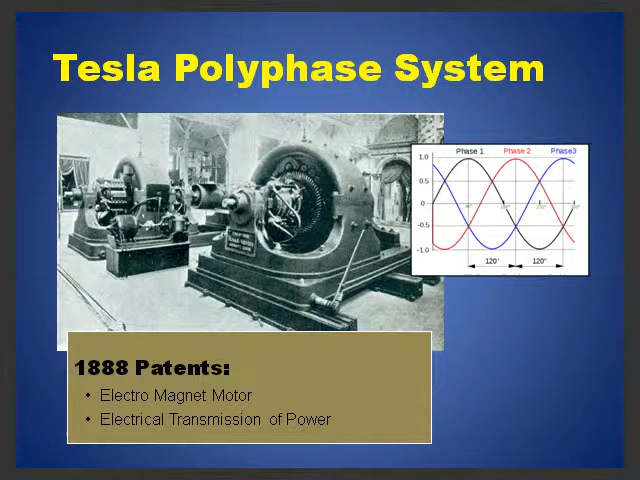 Tesla Polyphase System
Phase 1 Phase 2 Phase3
1.0
0.5
0
-0.5
-1.0
120° 120°
1888 Patents:
• Electro Magnet Motor
• Electrical Transmission of Power